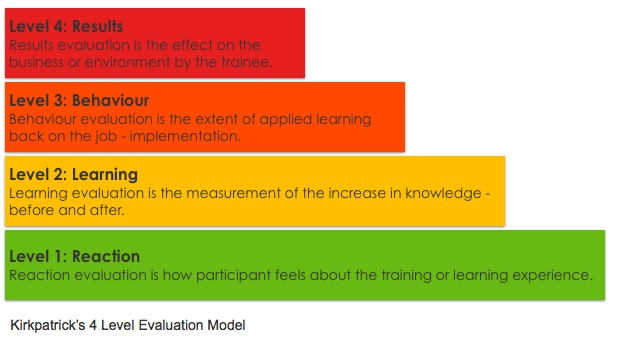 Level 4: Results
Results evaluation is the effect on the
business or environment by the trainee.
Level 3: Behaviour
Behaviour evaluation is the extent of applied learning
back on the job - implementation.
Level 2: Learning
Learning evaluation is the measurement of the increase in knowledge -
before and after.
Level 1: Reaction
Reaction evaluation is how participant feels about the training or learning experience.
Kirkpatrick's 4 Level Evaluation Model